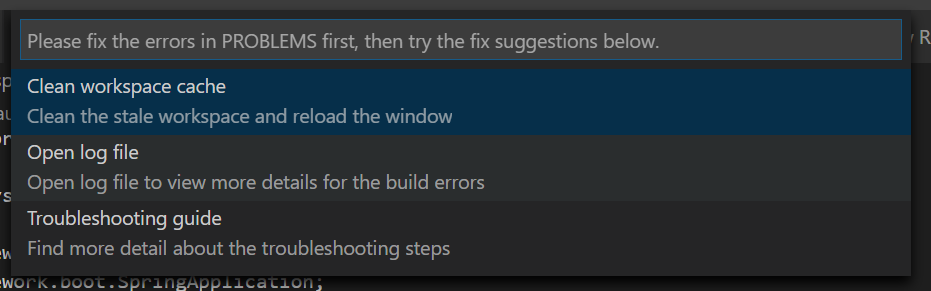 Please fix the errors in PROBLEMS first, then try the fix suggestions below.
Clean workspace cache
Clean the stale workspace and reload the window
Open log file
Open log file to view more details for the build errors
Troubleshooting guide
Find more detail about the troubleshooting steps
ework.boot.SpringApplication;